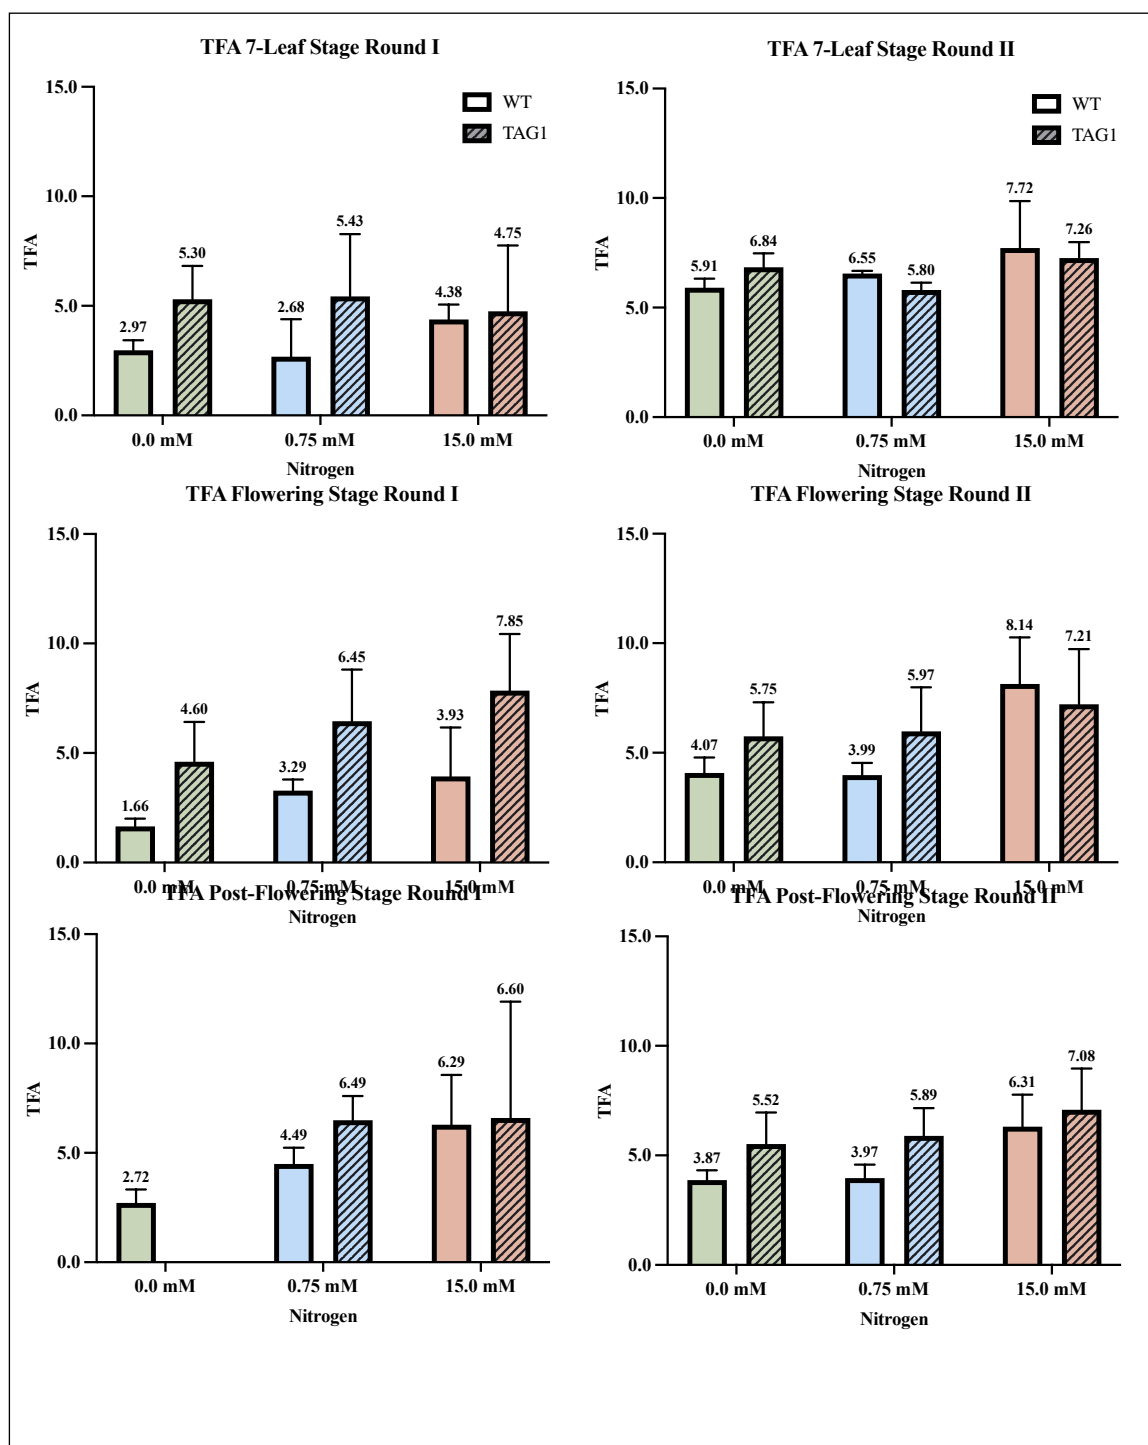 TFA 7-Leaf Stage Round I
15.0
10.0
5.0
0.0
TFA
WT
TAG1
2.97
5.30
2.68
5.43
4.38
4.75
0.0 mM
0.75 mM
15.0 mM
Nitrogen
TFA 7-Leaf Stage Round II
15.0
10.0
5.0
0.0
TFA
WT
TAG1
5.91
6.84
6.55
5.80
7.72
7.26
0.0 mM
0.75 mM
15.0 mM
Nitrogen
TFA Flowering Stage Round I
15.0
10.0
5.0
0.0
TFA
1.66
4.60
3.29
6.45
3.93
7.85
0.0 mM
0.75 mM
15.0 mM
Nitrogen
TFA Flowering Stage Round II
15.0
10.0
5.0
0.0
TFA
4.07
5.75
3.99
5.97
8.14
7.21
0.0 mM
0.75 mM
15.0 mM
Nitrogen
TFA Post-Flowering Stage Round I
15.0
10.0
5.0
0.0
TFA
2.72
4.49
6.49
6.29
6.60
0.0 mM
0.75 mM
15.0 mM
Nitrogen
TFA Post-Flowering Stage Round II
15.0
10.0
5.0
0.0
TFA
3.87
5.52
3.97
5.89
6.31
7.08
0.0 mM
0.75 mM
15.0 mM
Nitrogen